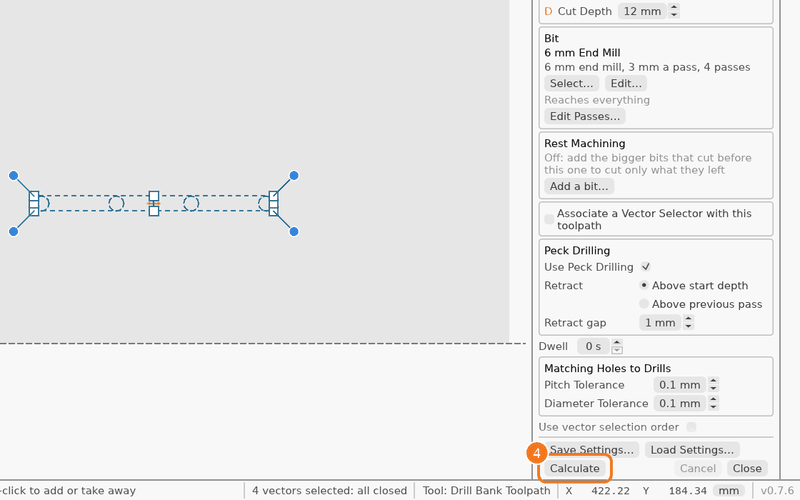 D Cut Depth 12 mm
Bit
6 mm End Mill
6 mm end mill, 3 mm a pass, 4 passes
Select... Edit...
Reaches everything
Edit Passes...
Rest Machining
Off: add the bigger bits that cut before
this one to cut only what they left
Add a bit...
Associate a Vector Selector with this
toolpath
Peck Drilling
Use Peck Drilling
Retract Above start depth
Above previous pass
Retract gap 1 mm
Dwell 0 s
Matching Holes to Drills
Pitch Tolerance 0.1 mm
Diameter Tolerance 0.1 mm
Use vector selection order
4
Save Settings... Load Settings...
Calculate Cancel Close
-click to add or take away 4 vectors selected: all closed Tool: Drill Bank Toolpath X 422.22 Y 184.34 mm v0.7.6